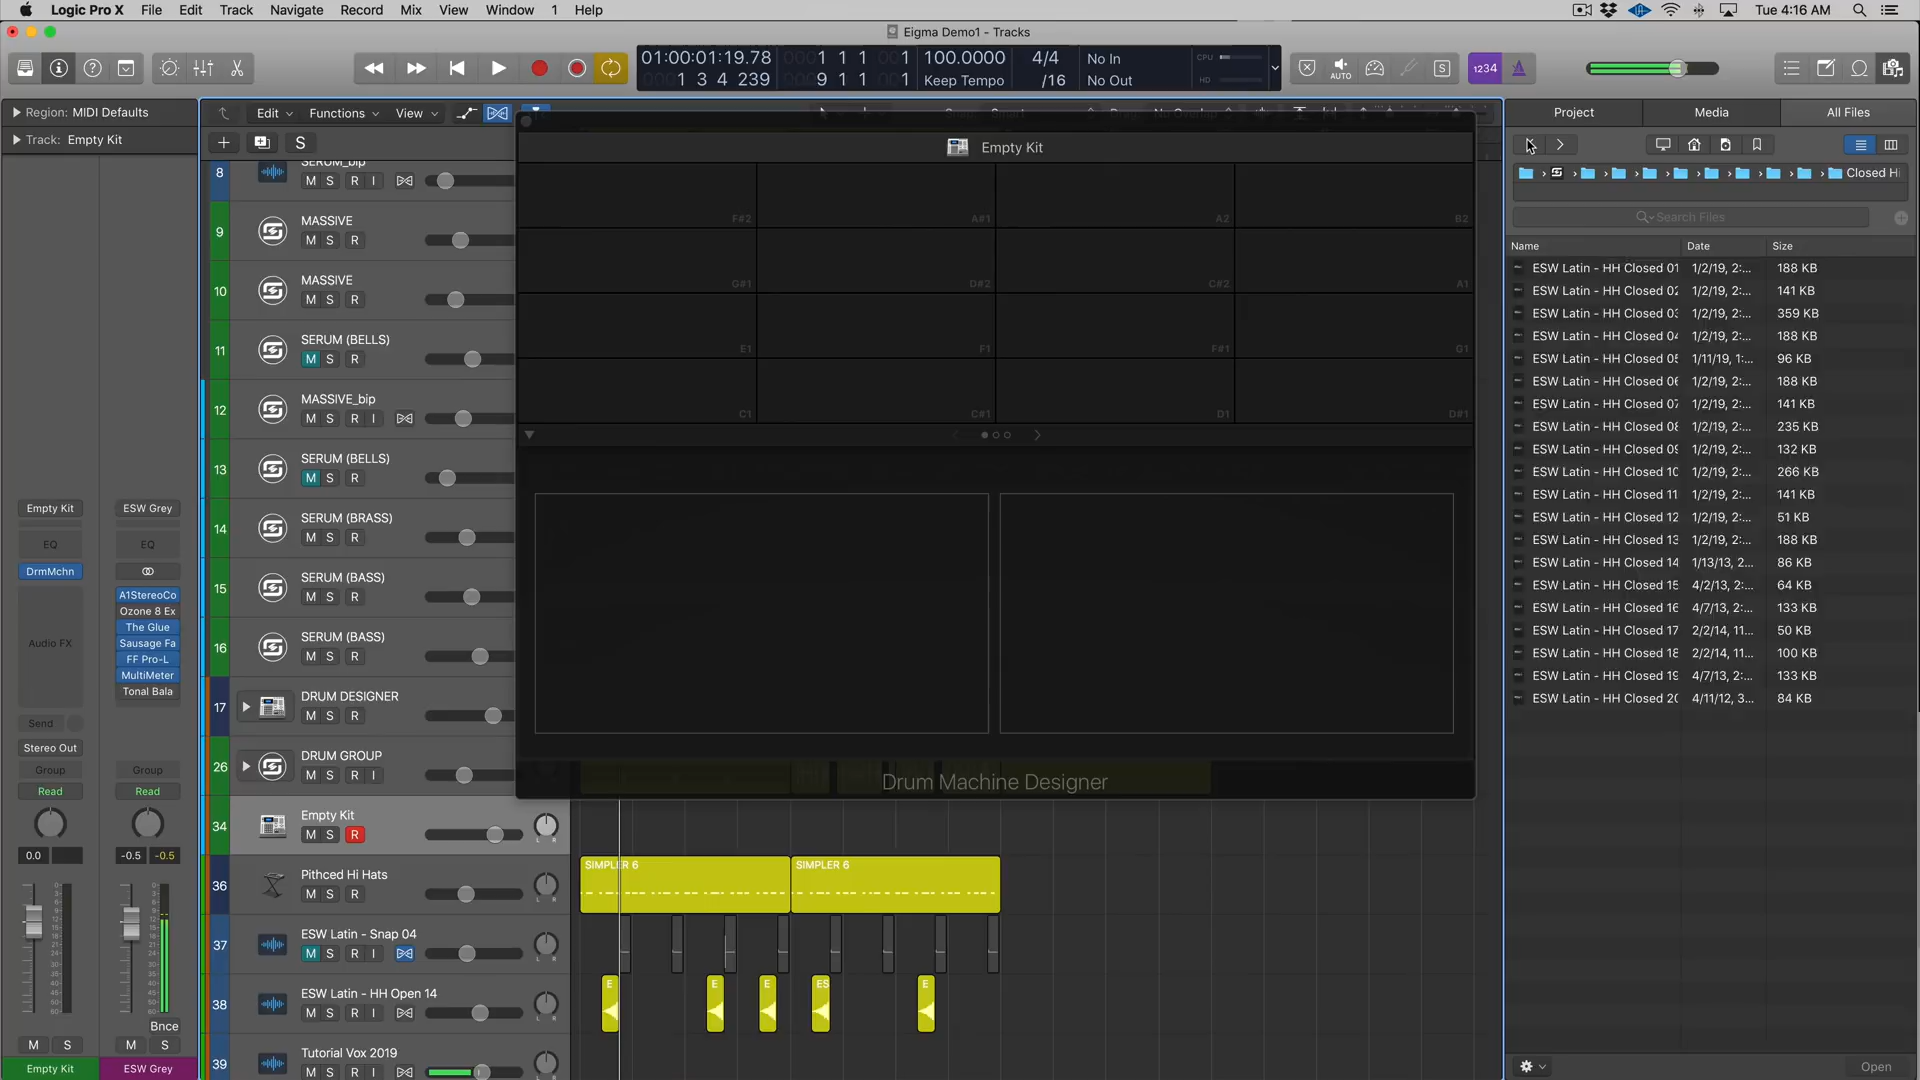 Logic Pro X File Edit Track Navigate Record Mix View Window 1 Help Tue 4:16 AM
Eigma Demo1 - Tracks
01:00:01:19.78 1 1 1 100.0000 4/4 No In CPU
1 3 4 239 9 1 1 Keep Tempo /16 No Out HD
AUTO S 1234
Region: MIDI Defaults
Track: Empty Kit
Edit Functions View
S
Empty Kit
F#2 A#1 A2 B2
G#1 D#2 C#2 A1
E1 F1 F#1 G1
C1 C#1 D1 D#1
Drum Machine Designer
8 SERUM_bip
M S R I
9 MASSIVE
M S R
10 MASSIVE
M S R
11 SERUM (BELLS)
M S R
12 MASSIVE_bip
M S R I
13 SERUM (BELLS)
M S R
14 SERUM (BRASS)
M S R
15 SERUM (BASS)
M S R
16 SERUM (BASS)
M S R
17 DRUM DESIGNER
M S R
26 DRUM GROUP
M S R I
34 Empty Kit
M S R
L R
36 Pithced Hi Hats
M S R
L R
SIMPLER 6 SIMPLER 6
37 ESW Latin - Snap 04
M S R I
L R
38 ESW Latin - HH Open 14
M S R I
L R
E E E ES E
39 Tutorial Vox 2019
M S R I
L R
Empty Kit ESW Grey
EQ EQ
DrmMchn
A1StereoCo
Ozone 8 Ex
The Glue
Audio FX Sausage Fa
FF Pro-L
MultiMeter
Tonal Bala
Send
Stereo Out
Group Group
Read Read
0.0 -0.5 -0.5
Bnce
M S M S
Empty Kit ESW Grey
Project Media All Files
Closed Hi
Search Files
Name Date Size
ESW Latin - HH Closed 01 1/2/19, 2:... 188 KB
ESW Latin - HH Closed 02 1/2/19, 2:... 141 KB
ESW Latin - HH Closed 03 1/2/19, 2:... 359 KB
ESW Latin - HH Closed 04 1/2/19, 2:... 188 KB
ESW Latin - HH Closed 05 1/11/19, 1:... 96 KB
ESW Latin - HH Closed 06 1/2/19, 2:... 188 KB
ESW Latin - HH Closed 07 1/2/19, 2:... 141 KB
ESW Latin - HH Closed 08 1/2/19, 2:... 235 KB
ESW Latin - HH Closed 09 1/2/19, 2:... 132 KB
ESW Latin - HH Closed 10 1/2/19, 2:... 266 KB
ESW Latin - HH Closed 11 1/2/19, 2:... 141 KB
ESW Latin - HH Closed 12 1/2/19, 2:... 51 KB
ESW Latin - HH Closed 13 1/2/19, 2:... 188 KB
ESW Latin - HH Closed 14 1/13/13, 2... 86 KB
ESW Latin - HH Closed 15 4/2/13, 2:... 64 KB
ESW Latin - HH Closed 16 4/7/13, 2:... 133 KB
ESW Latin - HH Closed 17 2/2/14, 11... 50 KB
ESW Latin - HH Closed 18 2/2/14, 11... 100 KB
ESW Latin - HH Closed 19 4/7/13, 2:... 133 KB
ESW Latin - HH Closed 20 4/11/12, 3... 84 KB
Open